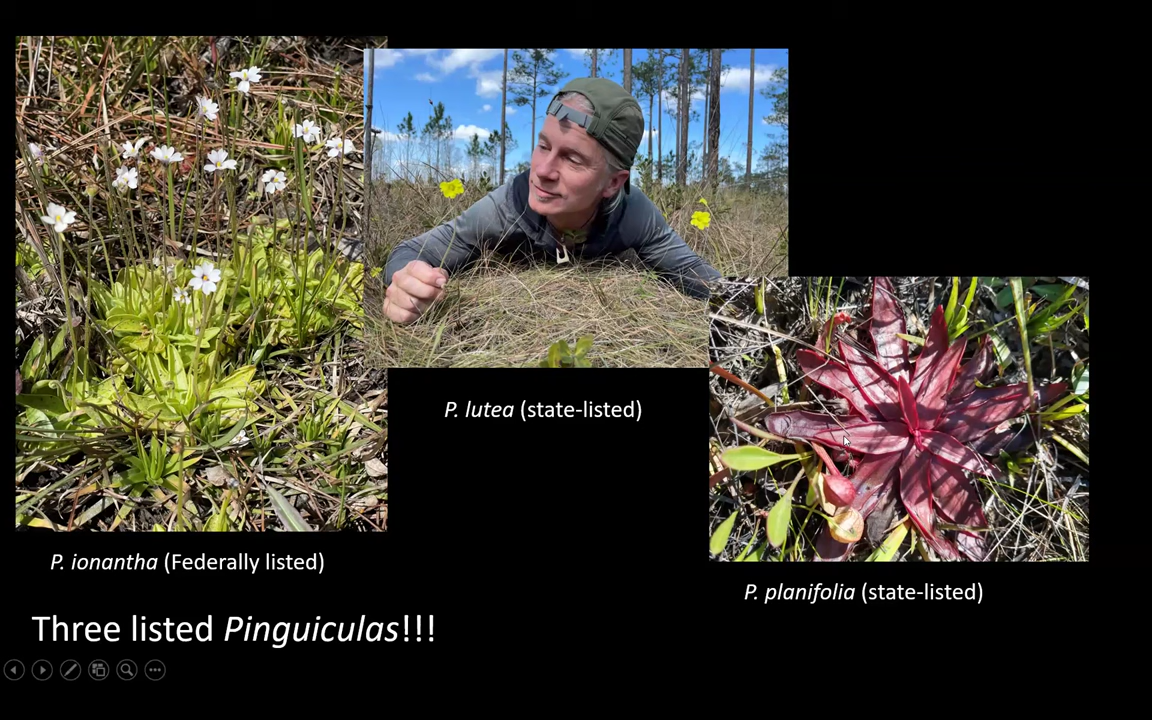 P. lutea (state-listed)
P. ionantha (Federally listed)
P. planifolia (state-listed)
Three listed Pinguiculas!!!